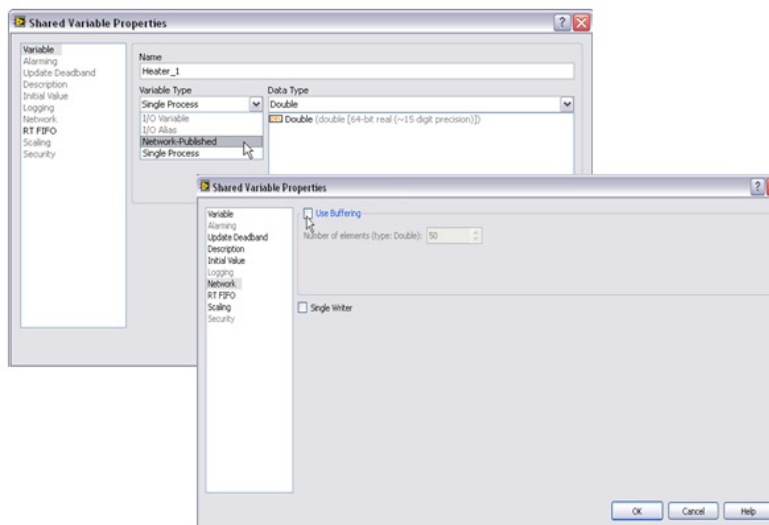 Shared Variable Properties
Variable
Alarming
Update Deadband
Description
Initial Value
Logging
Network
RT FIFO
Scaling
Security
Name
Heater_1
Variable Type
Single Process
I/O Variable
I/O Alias
Network-Published
Single Process
Data Type
Double
Double (double [64-bit real (~15 digit precision)])
Shared Variable Properties
Variable
Alarming
Update Deadband
Description
Initial Value
Logging
Network
RT FIFO
Scaling
Security
Use Buffering
Number of elements (type: Double): 50
Single Writer
OK Cancel Help